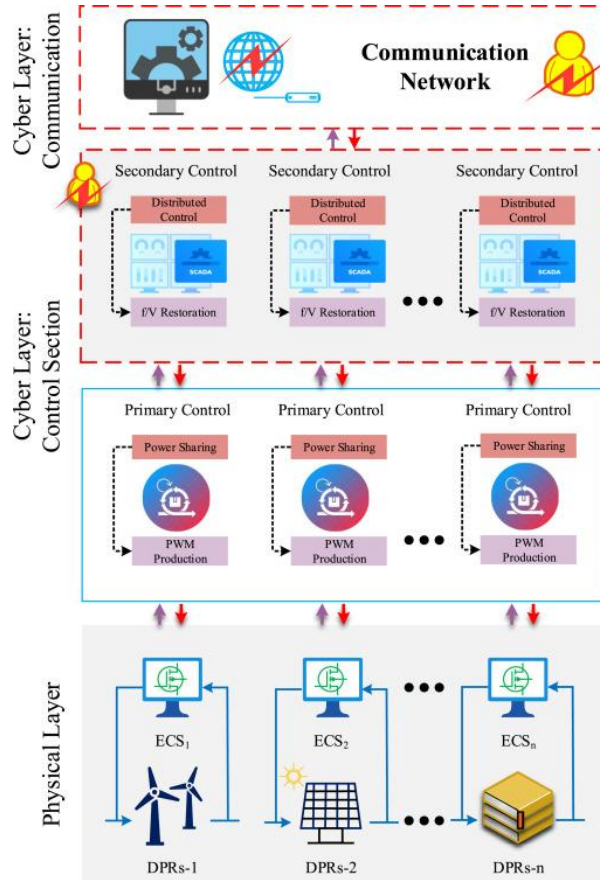 Cyber Layer:
Communication
Communication
Network
Cyber Layer:
Control Section
Secondary Control
Secondary Control
Secondary Control
Distributed
Control
Distributed
Control
Distributed
Control
SCADA
SCADA
SCADA
f/V Restoration
f/V Restoration
f/V Restoration
Primary Control
Primary Control
Primary Control
Power Sharing
Power Sharing
Power Sharing
PWM
Production
PWM
Production
PWM
Production
Physical Layer
ECS₁
ECS₂
ECSₙ
DPRs-1
DPRs-2
DPRs-n